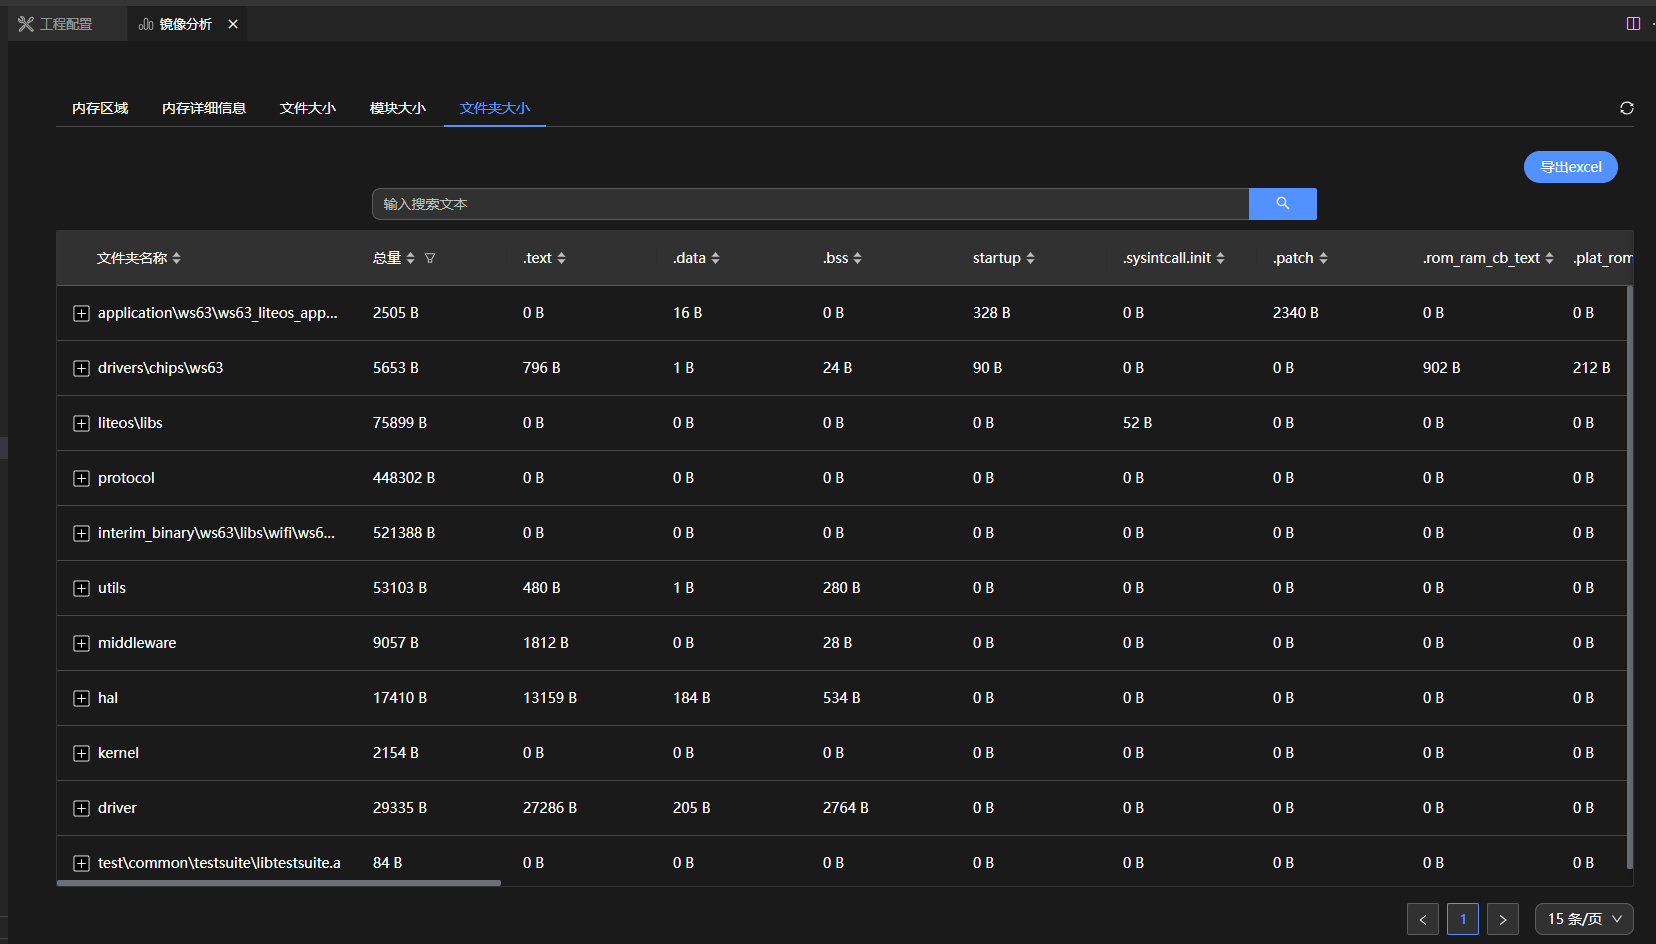 工程配置 镜像分析
内存区域 内存详细信息 文件大小 模块大小 文件夹大小
导出excel
输入搜索文本
文件夹名称 总量 .text .data .bss startup .sysintcall.init .patch .rom_ram_cb_text .plat_rom
application\ws63\ws63_liteos_app... 2505 B 0 B 16 B 0 B 328 B 0 B 2340 B 0 B 0 B
drivers\chips\ws63 5653 B 796 B 1 B 24 B 90 B 0 B 0 B 902 B 212 B
liteos\libs 75899 B 0 B 0 B 0 B 0 B 52 B 0 B 0 B 0 B
protocol 448302 B 0 B 0 B 0 B 0 B 0 B 0 B 0 B 0 B
interim_binary\ws63\libs\wifi\ws6... 521388 B 0 B 0 B 0 B 0 B 0 B 0 B 0 B 0 B
utils 53103 B 480 B 1 B 280 B 0 B 0 B 0 B 0 B 0 B
middleware 9057 B 1812 B 0 B 28 B 0 B 0 B 0 B 0 B 0 B
hal 17410 B 13159 B 184 B 534 B 0 B 0 B 0 B 0 B 0 B
kernel 2154 B 0 B 0 B 0 B 0 B 0 B 0 B 0 B 0 B
driver 29335 B 27286 B 205 B 2764 B 0 B 0 B 0 B 0 B 0 B
test\common\testsuite\libtestsuite.a 84 B 0 B 0 B 0 B 0 B 0 B 0 B 0 B 0 B
< 1 > 15 条/页